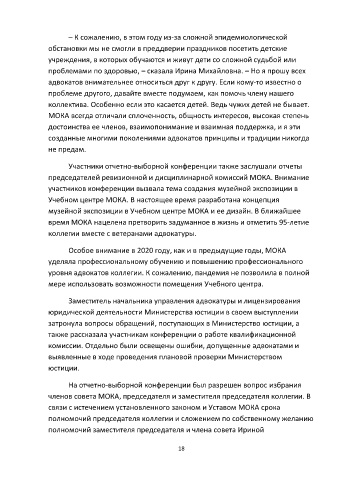 – К сожалению, в этом году из-за сложной эпидемиологической
обстановки мы не смогли в преддверии праздников посетить детские
учреждения, в которых обучаются и живут дети со сложной судьбой или
проблемами по здоровью, – сказала Ирина Михайловна. – Но я прошу всех
адвокатов внимательнее относиться друг к другу. Если кому-то известно о
проблеме другого, давайте вместе подумаем, как помочь члену нашего
коллектива. Особенно если это касается детей. Ведь чужих детей не бывает.
МОКА всегда отличали сплоченность, общность интересов, высокая степень
достоинства ее членов, взаимопонимание и взаимная поддержка, и я эти
созданные многими поколениями адвокатов принципы и традиции никогда
не предам.
Участники отчетно-выборной конференции также заслушали отчеты
председателей ревизионной и дисциплинарной комиссий МОКА. Внимание
участников конференции вызвала тема создания музейной экспозиции в
Учебном центре МОКА. В настоящее время разработана концепция
музейной экспозиции в Учебном центре МОКА и ее дизайн. В ближайшее
время МОКА нацелена претворить задуманное в жизнь и отметить 95-летие
коллегии вместе с ветеранами адвокатуры.
Особое внимание в 2020 году, как и в предыдущие годы, МОКА
уделяла профессиональному обучению и повышению профессионального
уровня адвокатов коллегии. К сожалению, пандемия не позволила в полной
мере использовать возможности помещения Учебного центра.
Заместитель начальника управления адвокатуры и лицензирования
юридической деятельности Министерства юстиции в своем выступлении
затронула вопросы обращений, поступающих в Министерство юстиции, а
также рассказала участникам конференции о работе квалификационной
комиссии. Отдельно были освещены ошибки, допущенные адвокатами и
выявленные в ходе проведения плановой проверки Министерством
юстиции.
На отчетно-выборной конференции был разрешен вопрос избрания
членов совета МОКА, председателя и заместителя председателя коллегии. В
связи с истечением установленного законом и Уставом МОКА срока
полномочий председателя коллегии и сложением по собственному желанию
полномочий заместителя председателя и члена совета Ириной
18